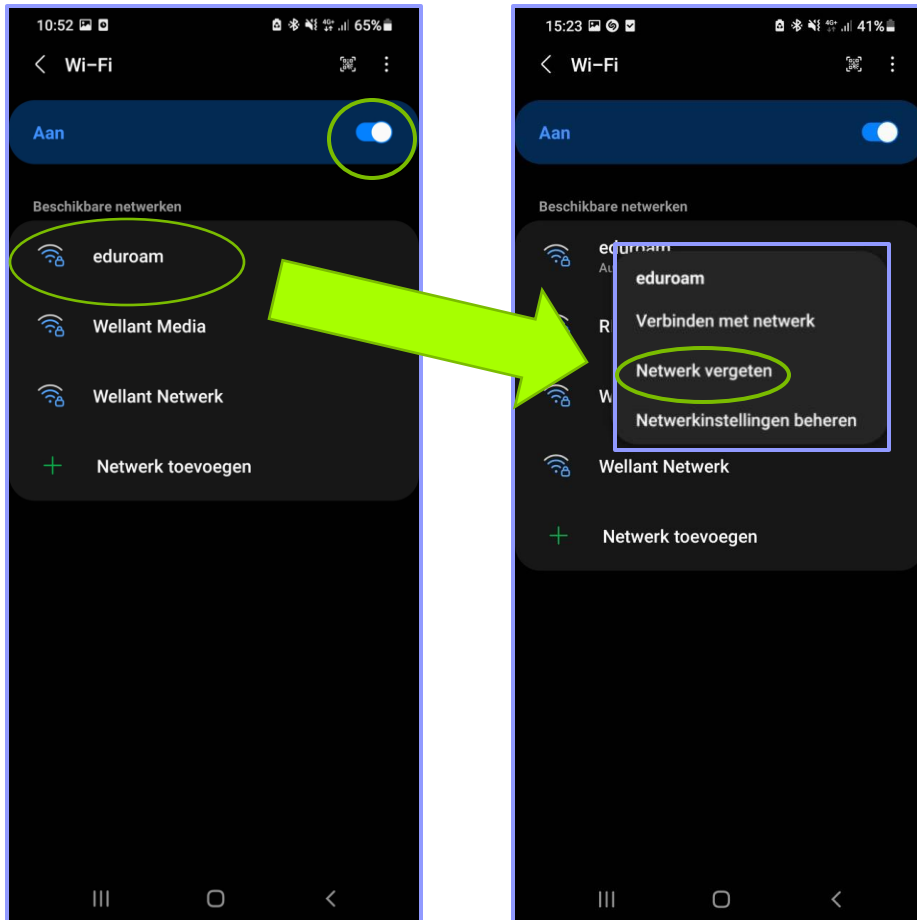 10:52
65%
Wi-Fi
Aan
Beschikbare netwerken
eduroam
Wellant Media
Wellant Netwerk
Netwerk toevoegen
15:23
41%
Wi-Fi
Aan
Beschikbare netwerken
eduroam
eduroam
Verbinden met netwerk
Netwerk vergeten
Netwerkinstellingen beheren
Wellant Netwerk
Netwerk toevoegen